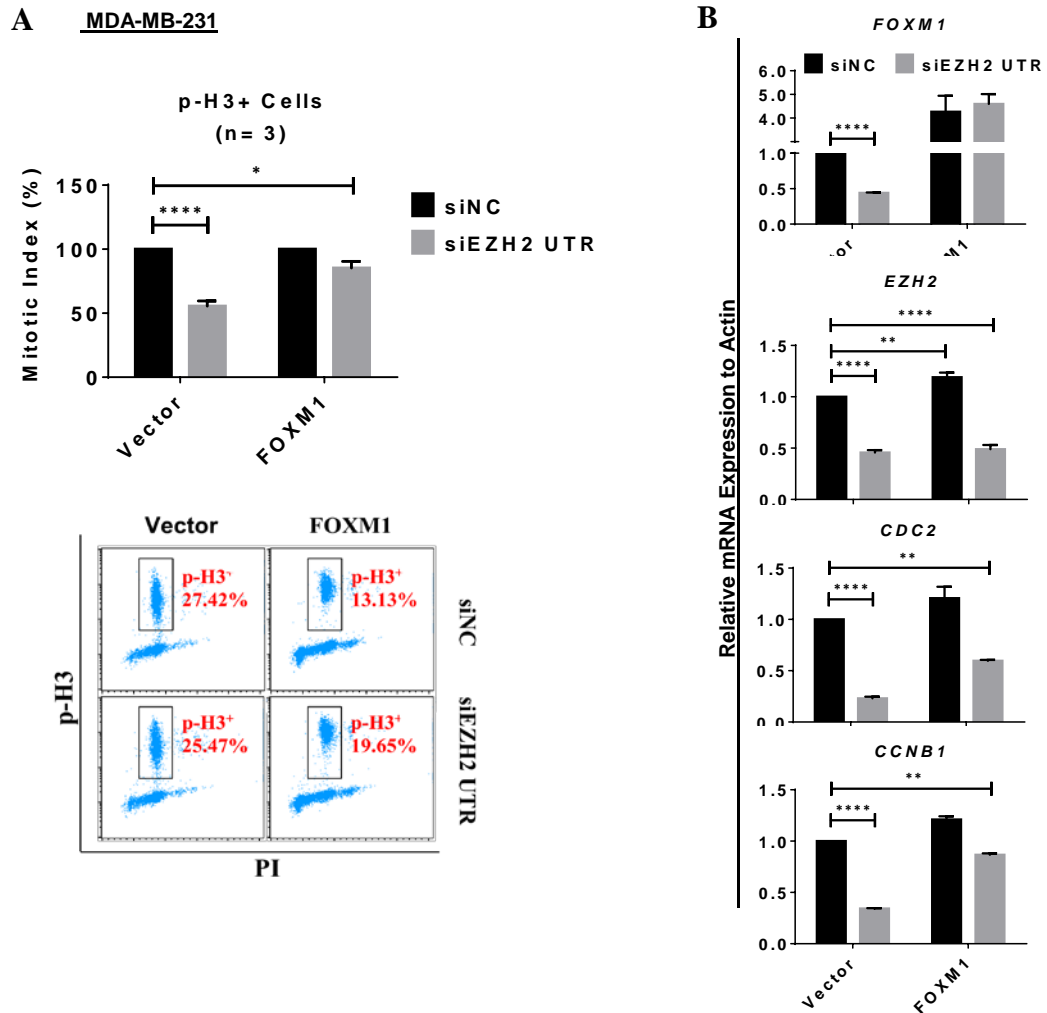 A MDA-MB-231
p-H3+ Cells
(n= 3)
Mitotic Index (%)
150
100
50
0
*
****
siNC
siEZH2 UTR
Vector
FOXM1
Vector FOXM1
p-H3
p-H3+
27.42%
p-H3+
13.13%
siNC
p-H3+
25.47%
p-H3+
19.65%
siEZH2 UTR
PI
B
Relative mRNA Expression to Actin
FOXM1
siNC siEZH2 UTR
6.0
5.0
4.0
1.0
0.5
0.0
****
tor
M1
EZH2
1.5
1.0
0.5
0.0
****
**
****
CDC2
1.5
1.0
0.5
0.0
**
****
CCNB1
1.5
1.0
0.5
0.0
**
****
Vector
FOXM1